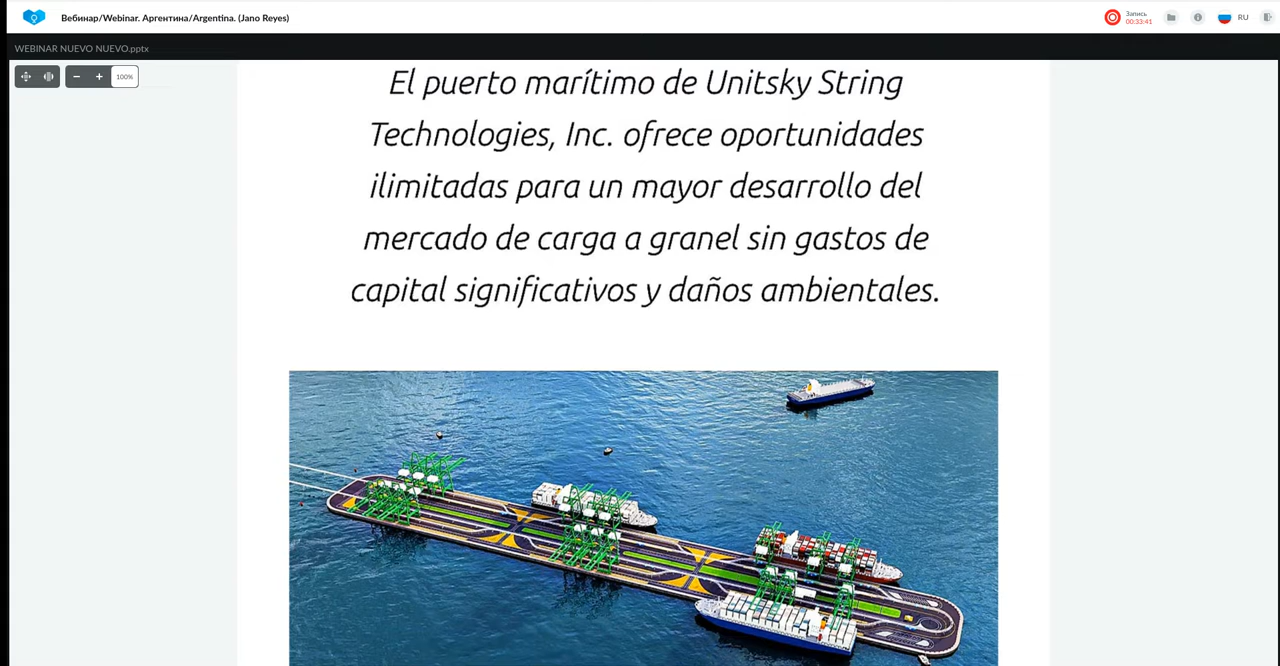 Вебинар/Webinar. Аргентина/Argentina. (Jano Reyes)
Запись
00:33:41
RU
WEBINAR NUEVO NUEVO.pptx
100%
El puerto marítimo de Unitsky String
Technologies, Inc. ofrece oportunidades
ilimitadas para un mayor desarrollo del
mercado de carga a granel sin gastos de
capital significativos y daños ambientales.